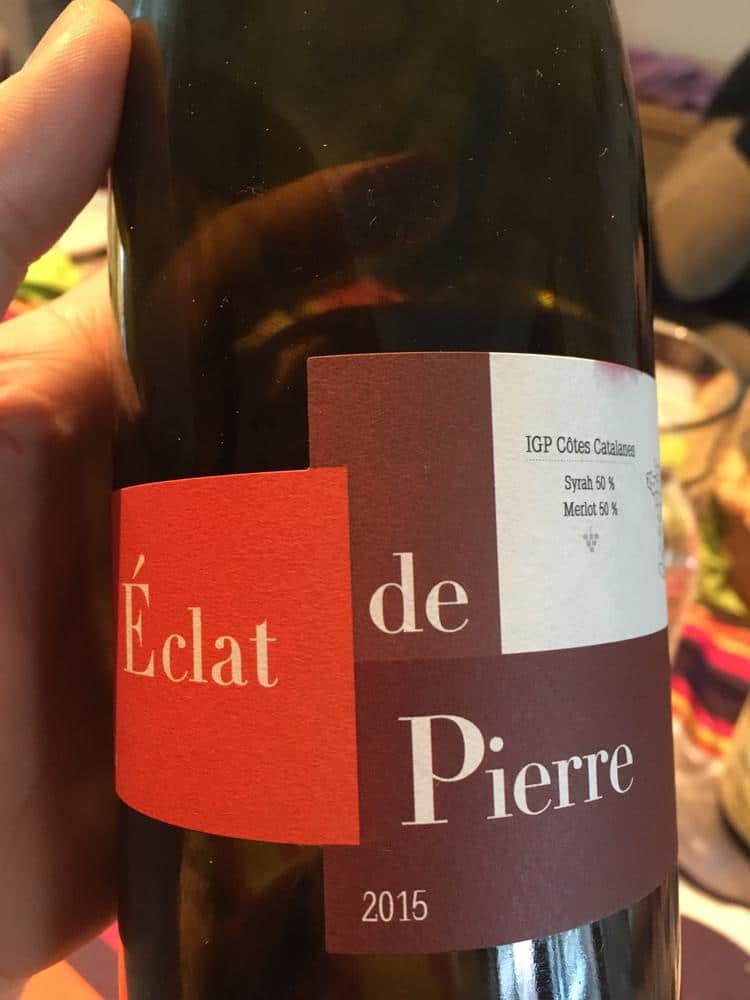 IGP Côtes Catalanes
Syrah 50 %
Merlot 50 %
Éclat
de
Pierre
2015